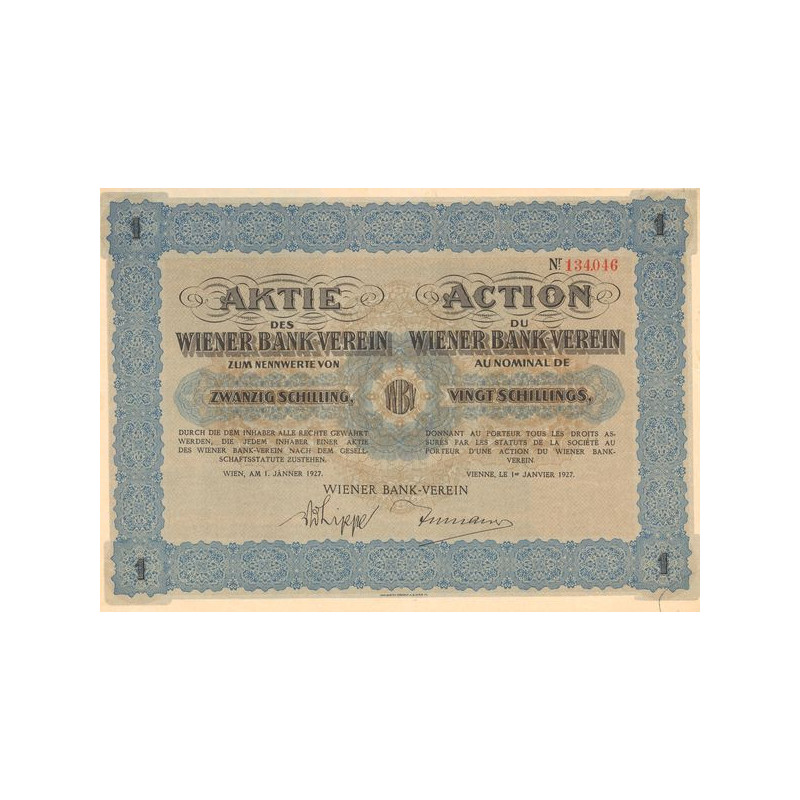 1
1
Nr 134,046
AKTIE
DES
WIENER BANK-VEREIN
ZUM NENNWERTE VON
ZWANZIG SCHILLING,
DURCH DIE DEM INHABER ALLE RECHTE GEWÄHRT
WERDEN, DIE JEDEM INHABER EINER AKTIE
DES WIENER BANK-VEREIN NACH DEM GESELL
SCHAFTSSTATUTE ZUSTEHEN.
WIEN, AM 1. JÄNNER 1927.
WBV
ACTION
DU
WIENER BANK-VEREIN
AU NOMINAL DE
VINGT SCHILLINGS,
DONNANT AU PORTEUR TOUS LES DROITS AS-
SURÉS PAR LES STATUTS DE LA SOCIÉTÉ AU
PORTEUR D'UNE ACTION DU WIENER BANK-
VEREIN.
VIENNE, LE 1er JANVIER 1927.
WIENER BANK-VEREIN
1
1